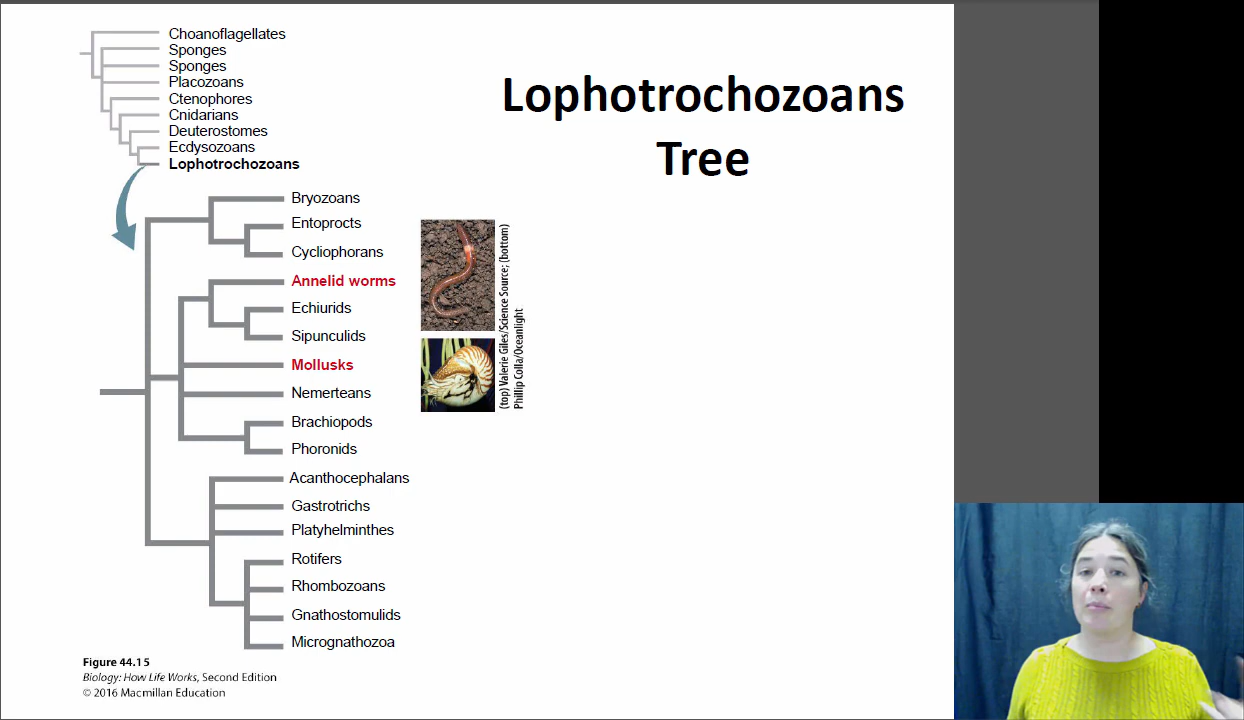 Choanoflagellates
Sponges
Sponges
Placozoans
Ctenophores
Cnidarians
Deuterostomes
Ecdysozoans
Lophotrochozoans
Lophotrochozoans
Tree
Bryozoans
Entoprocts
Cycliophorans
Annelid worms
Echiurids
Sipunculids
Mollusks
Nemerteans
Brachiopods
Phoronids
Acanthocephalans
Gastrotrichs
Platyhelminthes
Rotifers
Rhombozoans
Gnathostomulids
Micrognathozoa
(top) Valerie Giles/Science Source; (bottom)
Phillip Colla/Oceanlight
Figure 44.15
Biology: How Life Works, Second Edition
© 2016 Macmillan Education